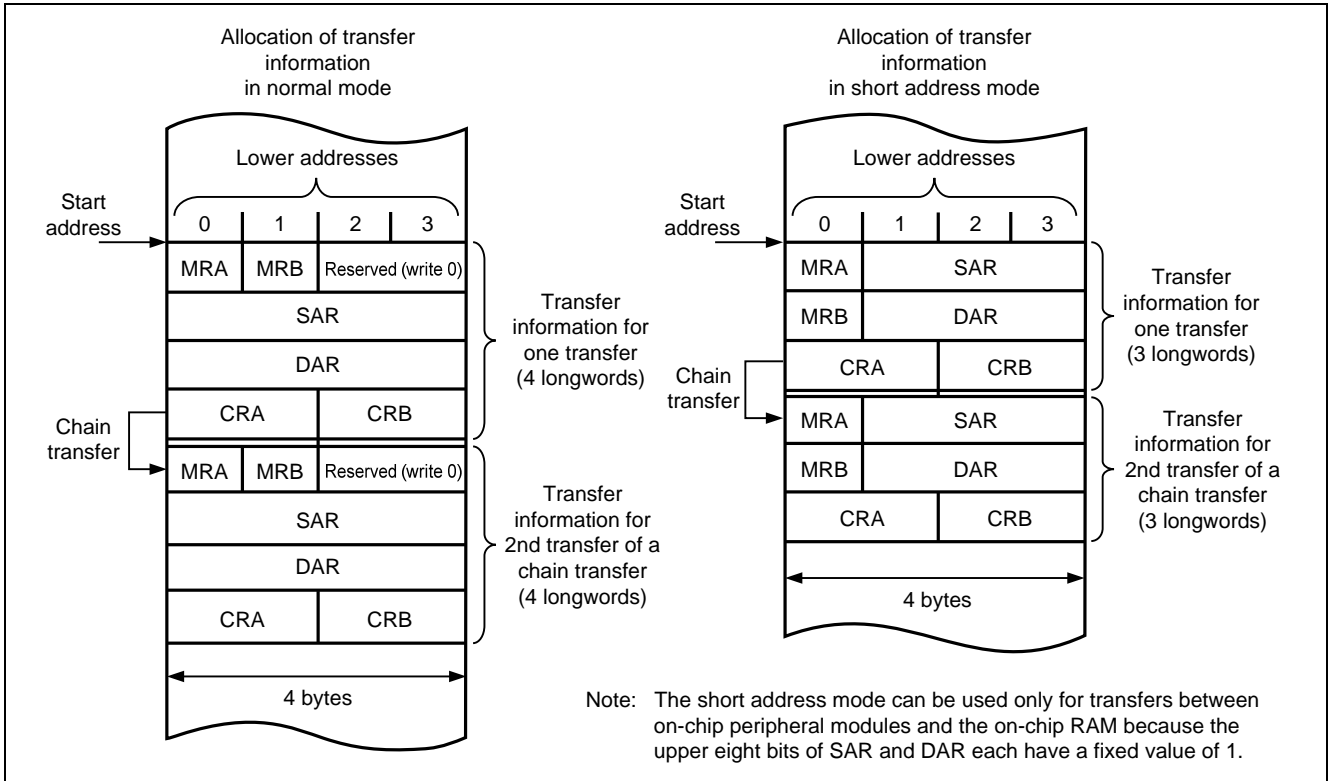 Allocation of transfer
information
in normal mode
Lower addresses
Start
address
0 1 2 3
MRA MRB Reserved (write 0)
SAR
DAR
CRA CRB
Transfer
information for
one transfer
(4 longwords)
Chain
transfer
MRA MRB Reserved (write 0)
SAR
DAR
CRA CRB
Transfer
information for
2nd transfer of a
chain transfer
(4 longwords)
4 bytes
Allocation of transfer
information
in short address mode
Lower addresses
Start
address
0 1 2 3
MRA SAR
MRB DAR
CRA CRB
Transfer
information for
one transfer
(3 longwords)
Chain
transfer
MRA SAR
MRB DAR
CRA CRB
Transfer
information for
2nd transfer of a
chain transfer
(3 longwords)
4 bytes
Note: The short address mode can be used only for transfers between
on-chip peripheral modules and the on-chip RAM because the
upper eight bits of SAR and DAR each have a fixed value of 1.